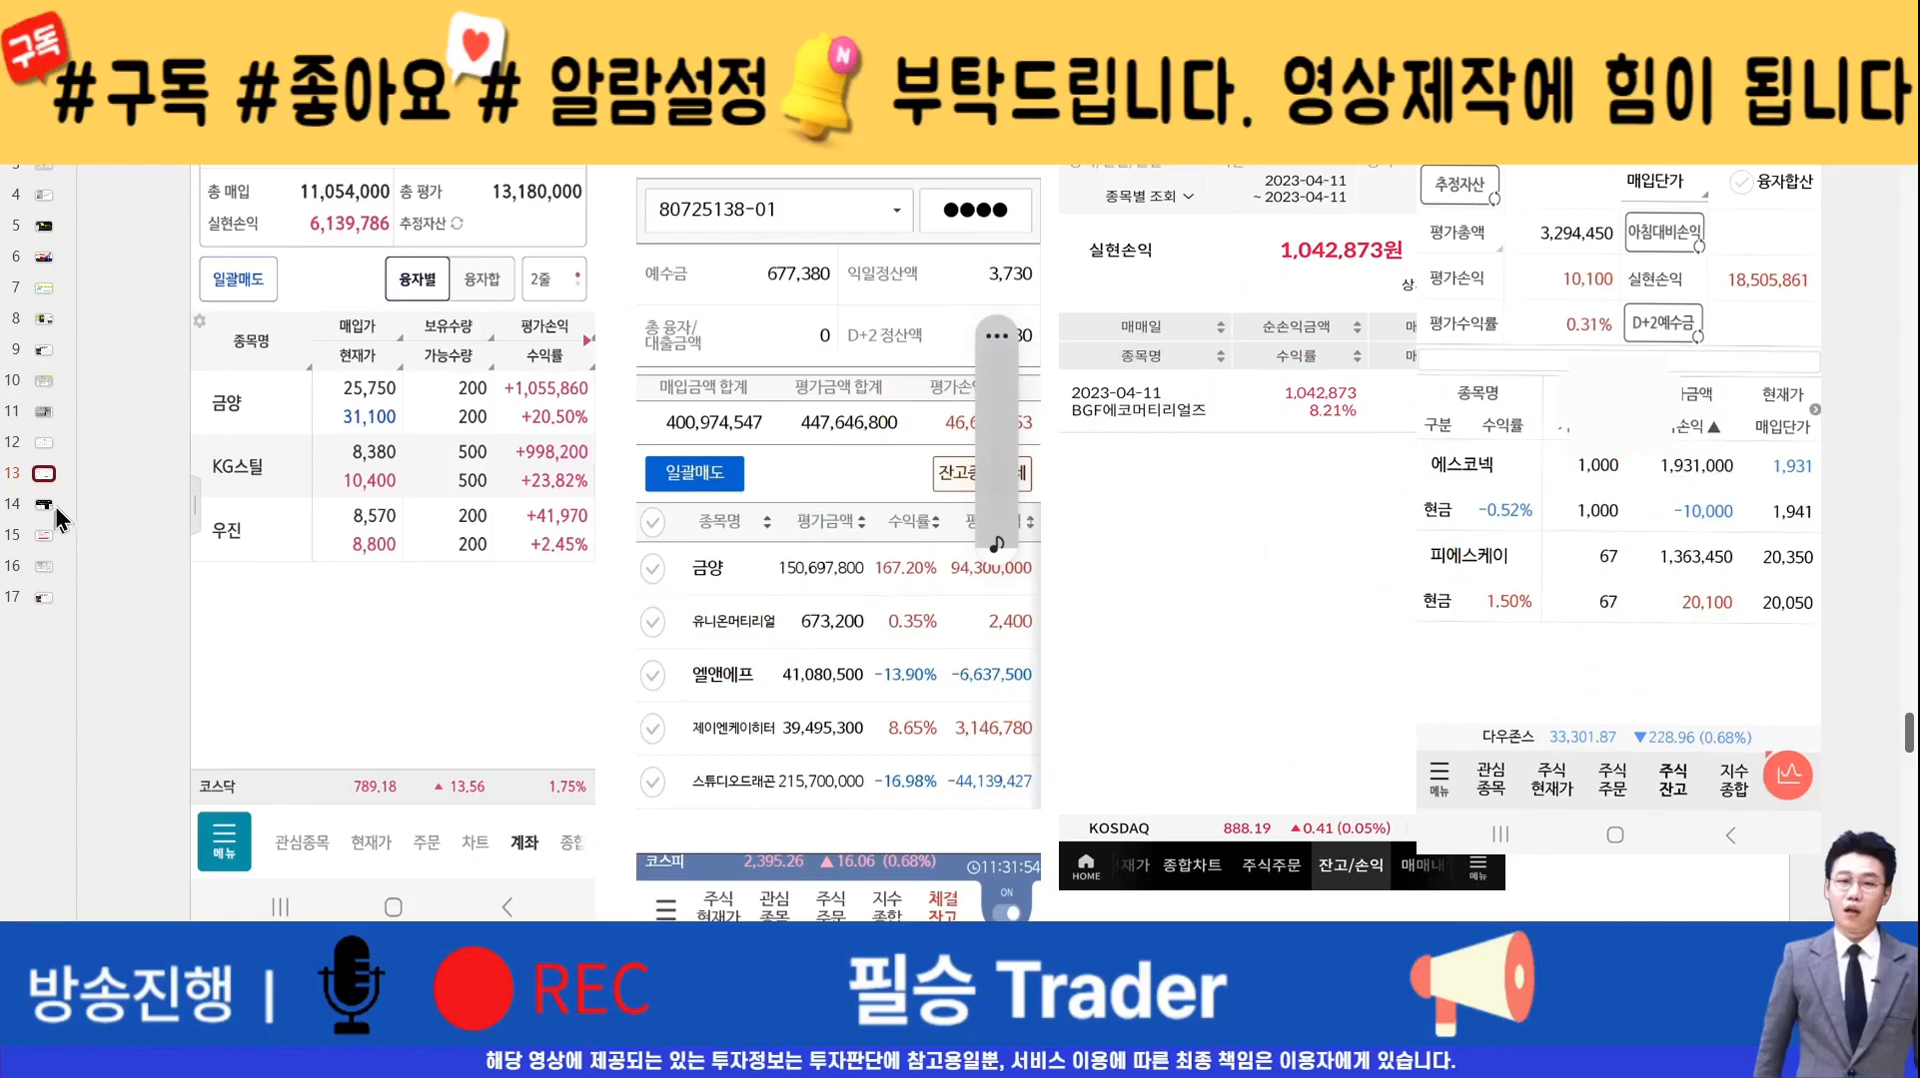 구독
#구독 #좋아요 # 알람설정 N 부탁드립니다. 영상제작에 힘이 됩니다
4
5
6
7
8
9
10
11
12
13
14
15
16
17
총 매입 11,054,000 총 평가 13,180,000
실현손익 6,139,786 추정자산
일괄매도 융자별 융자합 2줄
종목명 매입가 보유수량 평가손익
현재가 가능수량 수익률
금양 25,750 200 +1,055,860
31,100 200 +20.50%
KG스틸 8,380 500 +998,200
10,400 500 +23.82%
우진 8,570 200 +41,970
8,800 200 +2.45%
코스닥 789.18 ▲ 13.56 1.75%
메뉴 관심종목 현재가 주문 차트 계좌 종합
80725138-01 ●●●●
예수금 677,380 익일정산액 3,730
총 융자/
대출금액 0 D+2 정산액
매입금액 합계 평가금액 합계
400,974,547 447,646,800
일괄매도
종목명 평가금액 수익률
금양 150,697,800 167.20% 94,300,000
유니온머티리얼 673,200 0.35% 2,400
엘앤에프 41,080,500 -13.90% -6,637,500
제이엔케이히터 39,495,300 8.65% 3,146,780
스튜디오드래곤 215,700,000 -16.98% -44,139,427
코스피 2,395.26 ▲ 16.06 (0.68%) 11:31:54
주식 관심 주식 지수 체결 ON
현재가 종목 주문 종합 잔고
종목별 조회 2023-04-11
~ 2023-04-11
실현손익 1,042,873원
매매일 순손익금액
종목명 수익률
2023-04-11 1,042,873
BGF에코머티리얼즈 8.21%
KOSDAQ 888.19 ▲0.41 (0.05%)
HOME 종합차트 주식주문 잔고/손익 메뉴
추정자산 매입단가 융자합산
평가총액 3,294,450 아침대비손익
평가손익 10,100 실현손익 18,505,861
평가수익률 0.31% D+2예수금
종목명 현재가
구분 수익률 손익▲ 매입단가
에스코넥 1,000 1,931,000 1,931
현금 -0.52% 1,000 -10,000 1,941
피에스케이 67 1,363,450 20,350
현금 1.50% 67 20,100 20,050
다우존스 33,301.87 ▼228.96 (0.68%)
메뉴 관심 주식 주식 주식 지수
종목 현재가 주문 잔고 종합
방송진행 | REC 필승 Trader
해당 영상에 제공되는 있는 투자정보는 투자판단에 참고용일뿐, 서비스 이용에 따른 최종 책임은 이용자에게 있습니다.